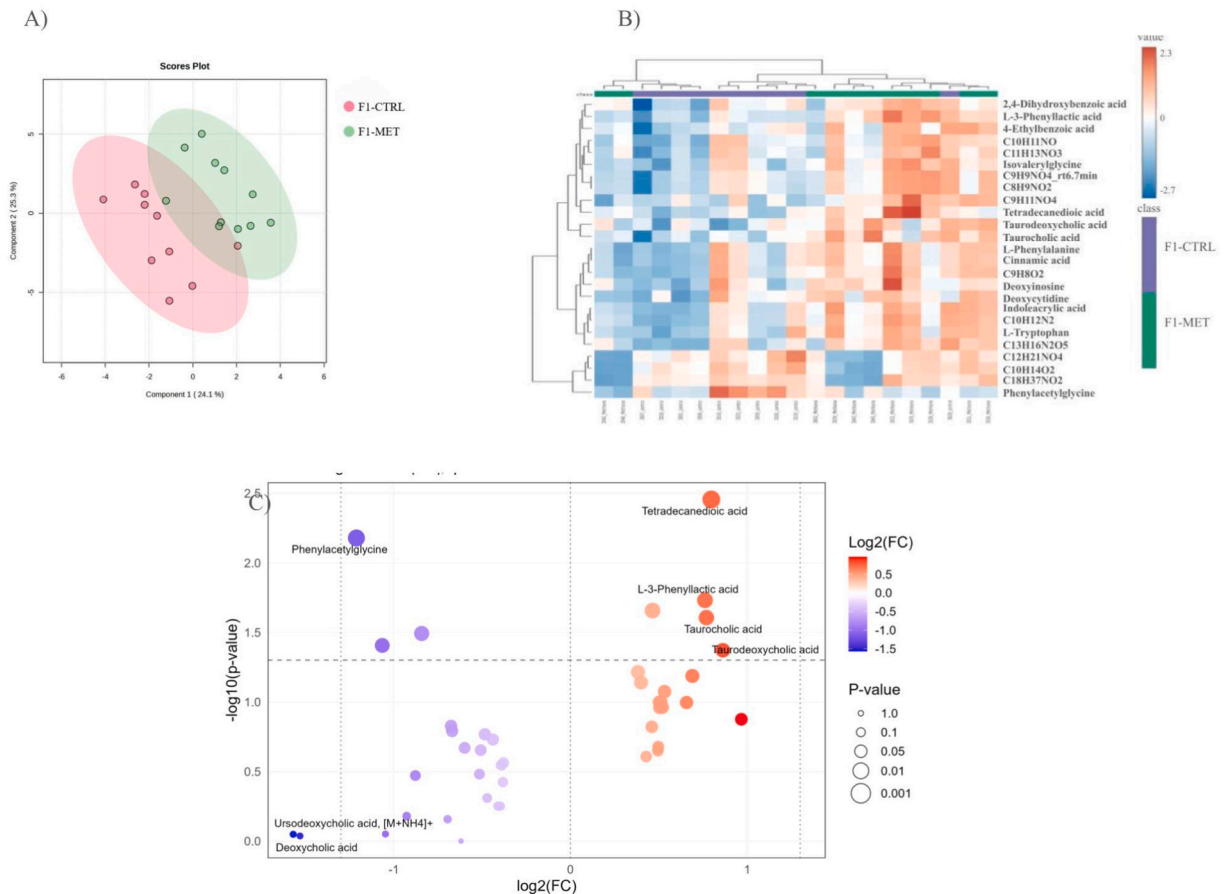 A)
B)
Scores Plot
F1-CTRL
F1-MET
Component 2 ( 25.3 %)
5
0
-5
-6
-4
-2
0
2
4
6
Component 1 ( 24.1 %)
class
2,4-Dihydroxybenzoic acid
L-3-Phenyllactic acid
4-Ethylbenzoic acid
C10H11NO
C11H13NO3
Isovalerylglycine
C9H9NO4_rt6.7min
C8H9NO2
C9H11NO4
Tetradecanedioic acid
Taurodeoxycholic acid
Taurocholic acid
L-Phenylalanine
Cinnamic acid
C9H8O2
Deoxyinosine
Deoxycytidine
Indoleacrylic acid
C10H12N2
L-Tryptophan
C13H16N2O5
C12H21NO4
C10H14O2
C18H37NO2
Phenylacetylglycine
value
2.3
0
-2.7
class
F1-CTRL
F1-MET
C)
2.5
2.0
1.5
1.0
0.5
0.0
-log10(p-value)
Tetradecanedioic acid
Phenylacetylglycine
L-3-Phenyllactic acid
Taurocholic acid
Taurodeoxycholic acid
Ursodeoxycholic acid, [M+NH4]+
Deoxycholic acid
-1
0
1
log2(FC)
Log2(FC)
0.5
0.0
-0.5
-1.0
-1.5
P-value
1.0
0.1
0.05
0.01
0.001